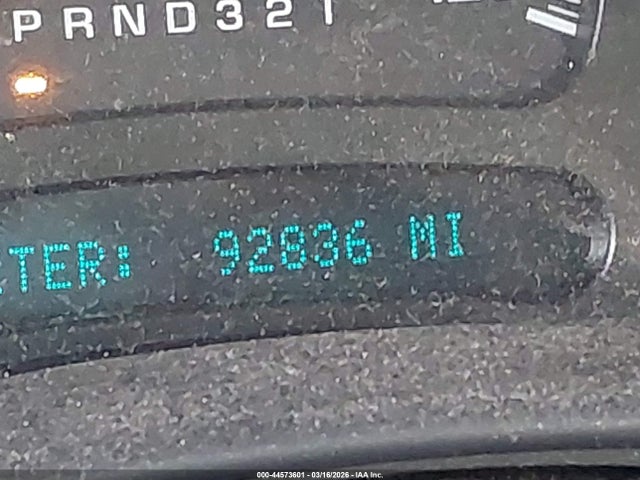 PRND321
TER: 92836 MI
000-44573601 - 03/16/2026 - IAA Inc.